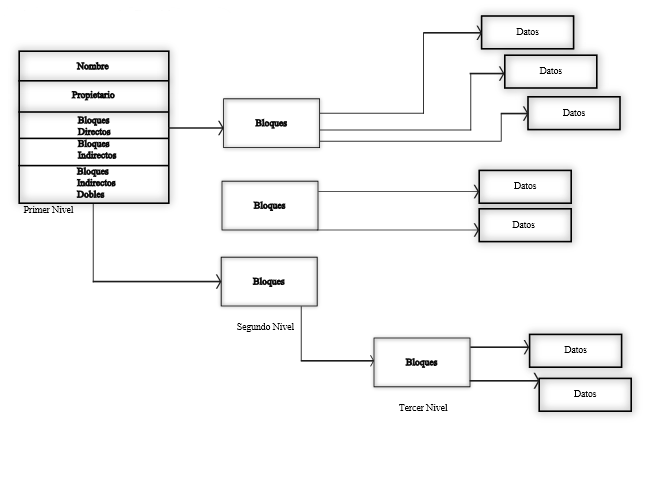 Nombre
Propietario
Bloques
Directos
Bloques
Indirectos
Bloques
Indirectos
Dobles
Primer Nivel
Bloques
Datos
Datos
Datos
Bloques
Datos
Datos
Bloques
Segundo Nivel
Bloques
Tercer Nivel
Datos
Datos